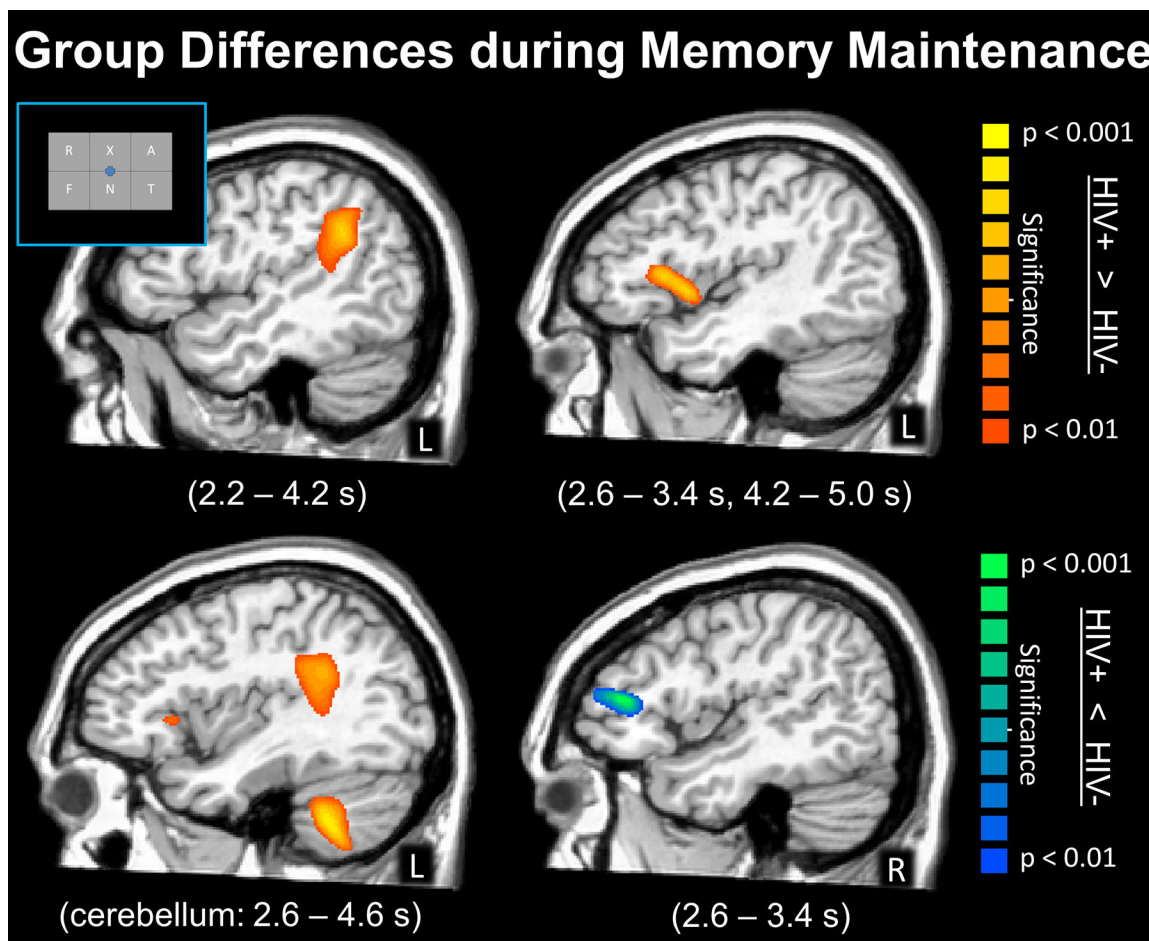 Group Differences during Memory Maintenance
R X A
F N T
L
(2.2 – 4.2 s)
L
(2.6 – 3.4 s, 4.2 – 5.0 s)
p < 0.001
Significance
HIV+ > HIV-
p < 0.01
L
(cerebellum: 2.6 – 4.6 s)
R
(2.6 – 3.4 s)
p < 0.001
Significance
HIV+ < HIV-
p < 0.01